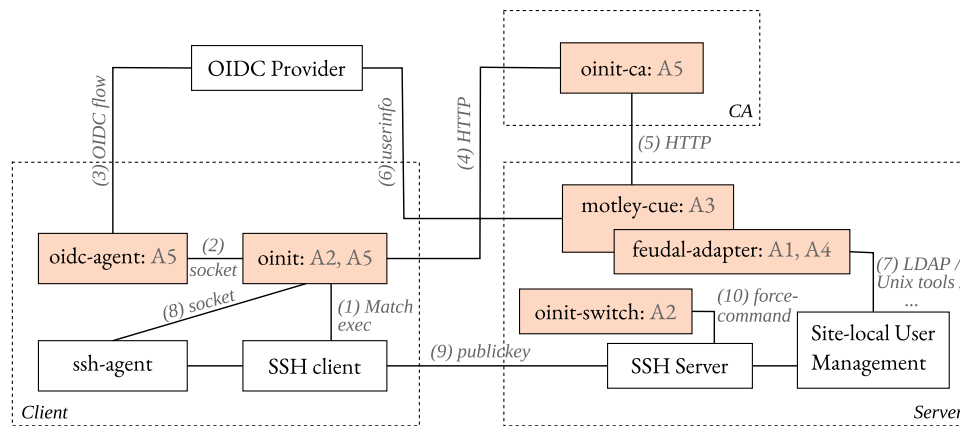 OIDC Provider
oinit-ca: A5
CA
(3) OIDC flow
(6) userinfo
(4) HTTP
(5) HTTP
motley-cue: A3
oidc-agent: A5
(2)
socket
oinit: A2, A5
feudal-adapter: A1, A4
(7) LDAP /
Unix tools
...
(8) socket
(1) Match
exec
oinit-switch: A2
(10) force-
command
ssh-agent
SSH client
(9) publickey
SSH Server
Site-local User
Management
Client
Server